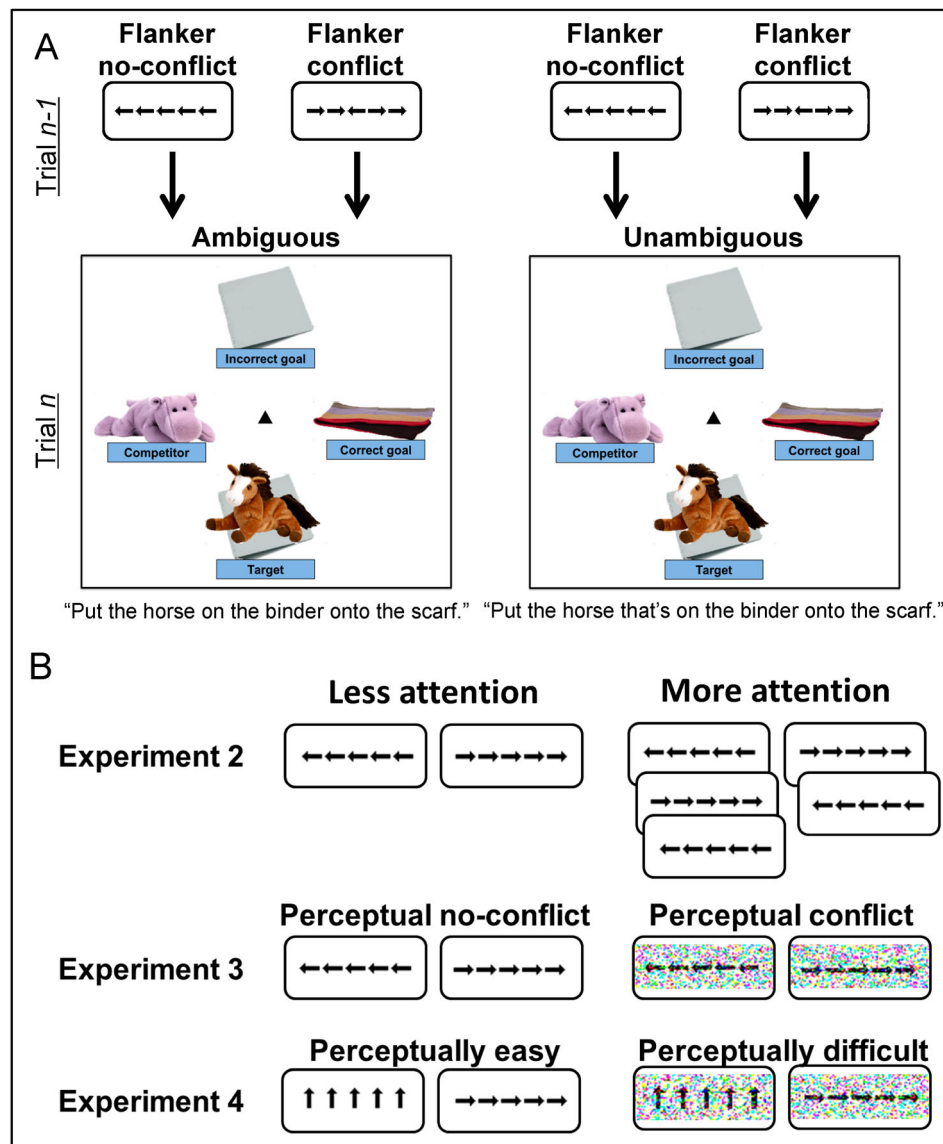 A
Flanker no-conflict
Flanker conflict
Flanker no-conflict
Flanker conflict
Trial n-1
Ambiguous
Unambiguous
Trial n
Incorrect goal
Competitor
Correct goal
Target
Incorrect goal
Competitor
Correct goal
Target
“Put the horse on the binder onto the scarf.”
“Put the horse that’s on the binder onto the scarf.”
B
Less attention
More attention
Experiment 2
Perceptual no-conflict
Perceptual conflict
Experiment 3
Perceptually easy
Perceptually difficult
Experiment 4